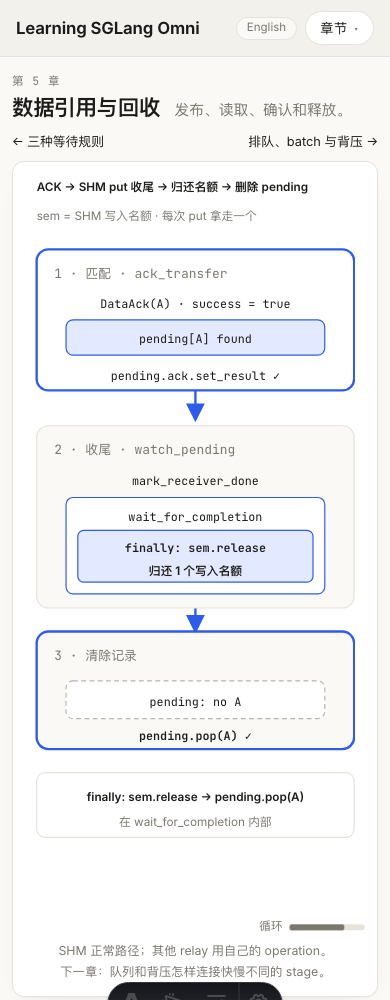 Learning SGLang Omni
English
章节
第 5 章
数据引用与回收 发布、读取、确认和释放。
← 三种等待规则 排队、batch 与背压 →
ACK → SHM put 收尾 → 归还名额 → 删除 pending
sem = SHM 写入名额 · 每次 put 拿走一个
1 · 匹配 · ack_transfer
DataAck(A) · success = true
pending[A] found
pending.ack.set_result ✓
2 · 收尾 · watch_pending
mark_receiver_done
wait_for_completion
finally: sem.release
归还 1 个写入名额
3 · 清除记录
pending: no A
pending.pop(A) ✓
finally: sem.release → pending.pop(A)
在 wait_for_completion 内部
循环
SHM 正常路径；其他 relay 用自己的 operation。
下一章：队列和背压怎样连接快慢不同的 stage。